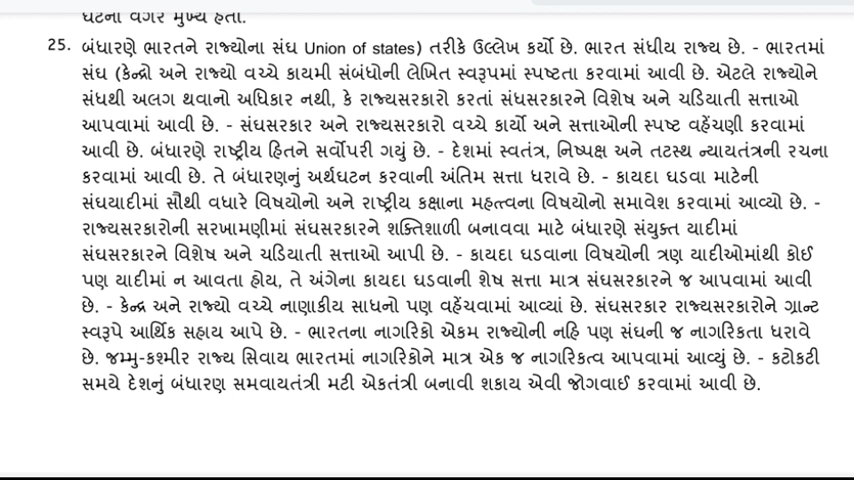 ઘટના વગેરે મુખ્ય હતા.
25. બંધારણે ભારતને રાજ્યોના સંઘ Union of states) તરીકે ઉલ્લેખ કર્યો છે. ભારત સંઘીય રાજ્ય છે. - ભારતમાં
સંઘ (કેન્દ્રો અને રાજ્યો વચ્ચે કાયમી સંબંધોની લેખિત સ્વરૂપમાં સ્પષ્ટતા કરવામાં આવી છે. એટલે રાજ્યોને
સંઘથી અલગ થવાનો અધિકાર નથી, કે રાજ્યસરકારો કરતાં સંઘસરકારને વિશેષ અને ચડિયાતી સત્તાઓ
આપવામાં આવી છે. - સંઘસરકાર અને રાજ્યસરકારો વચ્ચે કાર્યો અને સત્તાઓની સ્પષ્ટ વહેંચણી કરવામાં
આવી છે. બંધારણે રાષ્ટ્રીય હિતને સર્વોપરી ગયું છે. - દેશમાં સ્વતંત્ર, નિષ્પક્ષ અને તટસ્થ ન્યાયતંત્રની રચના
કરવામાં આવી છે. તે બંધારણનું અર્થઘટન કરવાની અંતિમ સત્તા ધરાવે છે. - કાયદા ઘડવા માટેની
સંઘયાદીમાં સૌથી વધારે વિષયોનો અને રાષ્ટ્રીય કક્ષાના મહત્ત્વના વિષયોનો સમાવેશ કરવામાં આવ્યો છે. -
રાજ્યસરકારોની સરખામણીમાં સંઘસરકારને શક્તિશાળી બનાવવા માટે બંધારણે સંયુક્ત યાદીમાં
સંઘસરકારને વિશેષ અને ચડિયાતી સત્તાઓ આપી છે. - કાયદા ઘડવાના વિષયોની ત્રણ યાદીઓમાંથી કોઈ
પણ યાદીમાં ન આવતા હોય, તે અંગેના કાયદા ઘડવાની શેષ સત્તા માત્ર સંઘસરકારને જ આપવામાં આવી
છે. - કેન્દ્ર અને રાજ્યો વચ્ચે નાણાકીય સાધનો પણ વહેંચવામાં આવ્યાં છે. સંઘસરકાર રાજ્યસરકારોને ગ્રાન્ટ
સ્વરૂપે આર્થિક સહાય આપે છે. - ભારતના નાગરિકો એકમ રાજ્યોની નહિ પણ સંઘની જ નાગરિકતા ધરાવે
છે. જમ્મુ-કશ્મીર રાજ્ય સિવાય ભારતમાં નાગરિકોને માત્ર એક જ નાગરિકત્વ આપવામાં આવ્યું છે. - કટોકટી
સમયે દેશનું બંધારણ સમવાયતંત્રી મટી એકતંત્રી બનાવી શકાય એવી જોગવાઈ કરવામાં આવી છે.